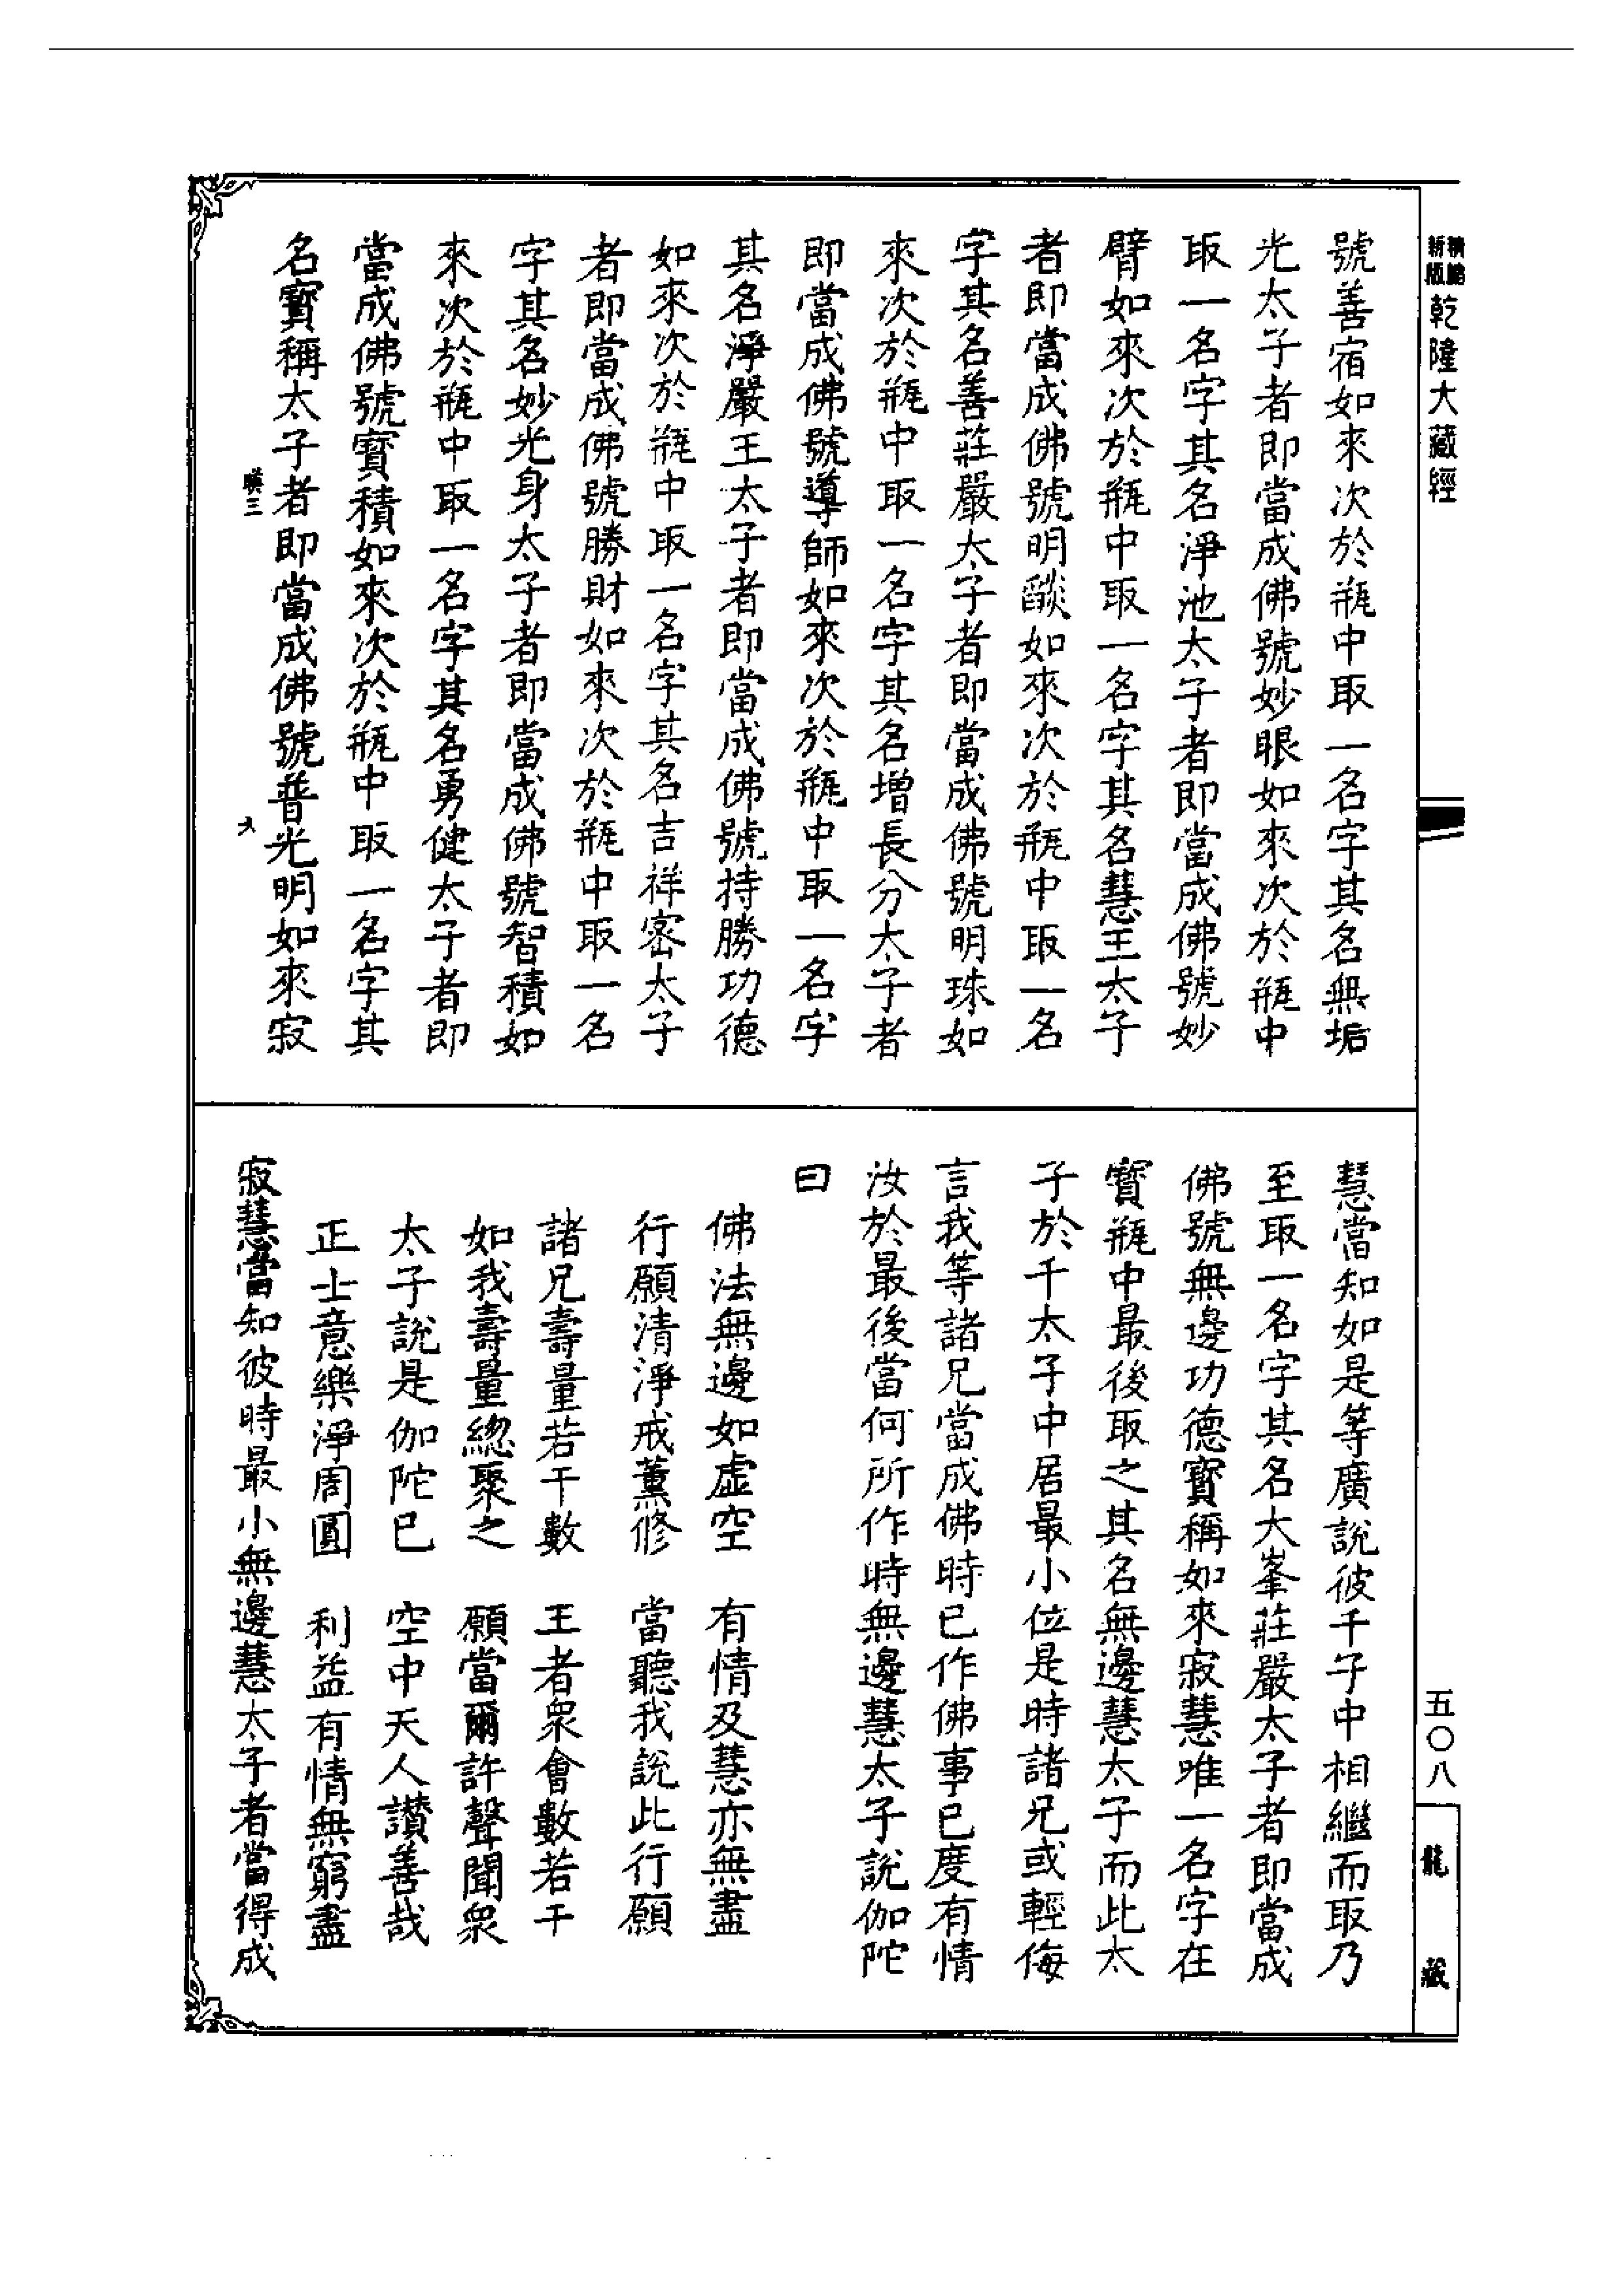 新版 精縮 乾隆大藏經
號善宿如來次於瓶中取一名字其名無垢
光太子者即當成佛號妙眼如來次於瓶中
取一名字其名淨池太子者即當成佛號妙
臂如來次於瓶中取一名字其名慧王太子
者即當成佛號明燄如來次於瓶中取一名
字其名善莊嚴太子者即當成佛號明珠如
來次於瓶中取一名字其名增長分太子者
即當成佛號導師如來次於瓶中取一名字
其名淨嚴王太子者即當成佛號持勝功德
如來次於瓶中取一名字其名吉祥密太子
者即當成佛號勝財如來次於瓶中取一名
字其名妙光身太子者即當成佛號智積如
來次於瓶中取一名字其名勇健太子者即
當成佛號寶積如來次於瓶中取一名字其
名寶稱太子者即當成佛號普光明如來寂
暎三
慧當知如是等廣說彼千子中相繼而取乃
至取一名字其名大峯莊嚴太子者即當成
佛號無邊功德寶稱如來寂慧唯一名字在
寶瓶中最後取之其名無邊慧太子而此太
子於千太子中居最小位是時諸兄或輕侮
言我等諸兄當成佛時已作佛事已度有情
汝於最後當何所作時無邊慧太子說伽陀
曰
佛法無邊如虛空 有情及慧亦無盡
行願清淨戒薰修 當聽我說此行願
諸兄壽量若干數 王者眾會數若干
如我壽量總聚之 願當爾許聲聞眾
太子說是伽陀已 空中天人讚善哉
正士意樂淨周圓 利益有情無窮盡
寂慧當知彼時最小無邊慧太子者當得成
五〇八
龍藏